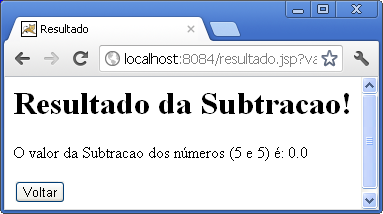 Resultado
localhost:8084/resultado.jsp?va
Resultado da Subtracao!
O valor da Subtracao dos números (5 e 5) é: 0.0
Voltar